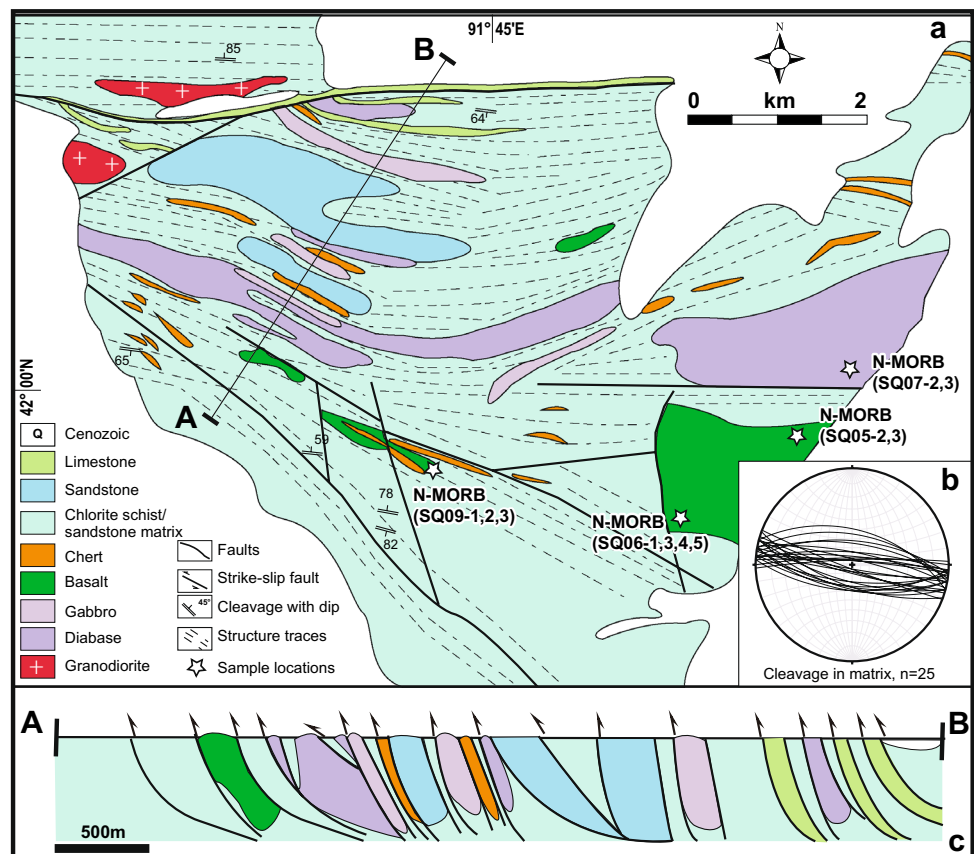 91° 45'E
a
B
N
85
0 km 2
64
65
42° 00'N
A
N-MORB
(SQ07-2,3)
N-MORB
(SQ05-2,3)
59
N-MORB
(SQ09-1,2,3)
78
82
N-MORB
(SQ06-1,3,4,5)
Q Cenozoic
Limestone
Sandstone
Chlorite schist/
sandstone matrix
Chert
Basalt
Gabbro
Diabase
Granodiorite
Faults
Strike-slip fault
45° Cleavage with dip
Structure traces
Sample locations
b
Cleavage in matrix, n=25
A
B
500m
c